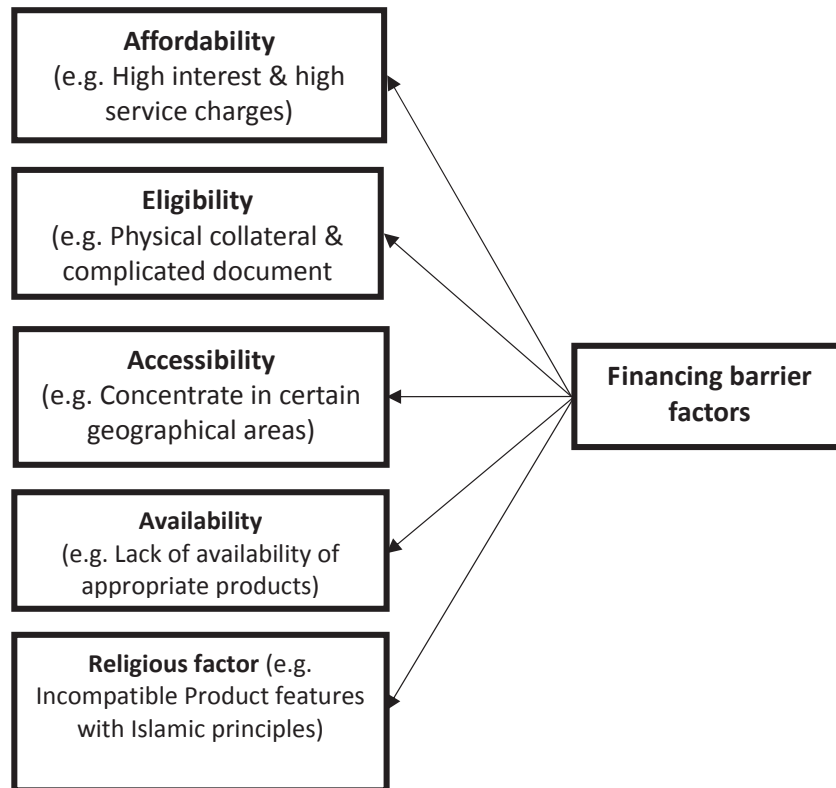 Affordability
(e.g. High interest & high
service charges)
Eligibility
(e.g. Physical collateral &
complicated document
Accessibility
(e.g. Concentrate in certain
geographical areas)
Availability
(e.g. Lack of availability of
appropriate products)
Religious factor (e.g.
Incompatible Product features
with Islamic principles)
Financing barrier
factors